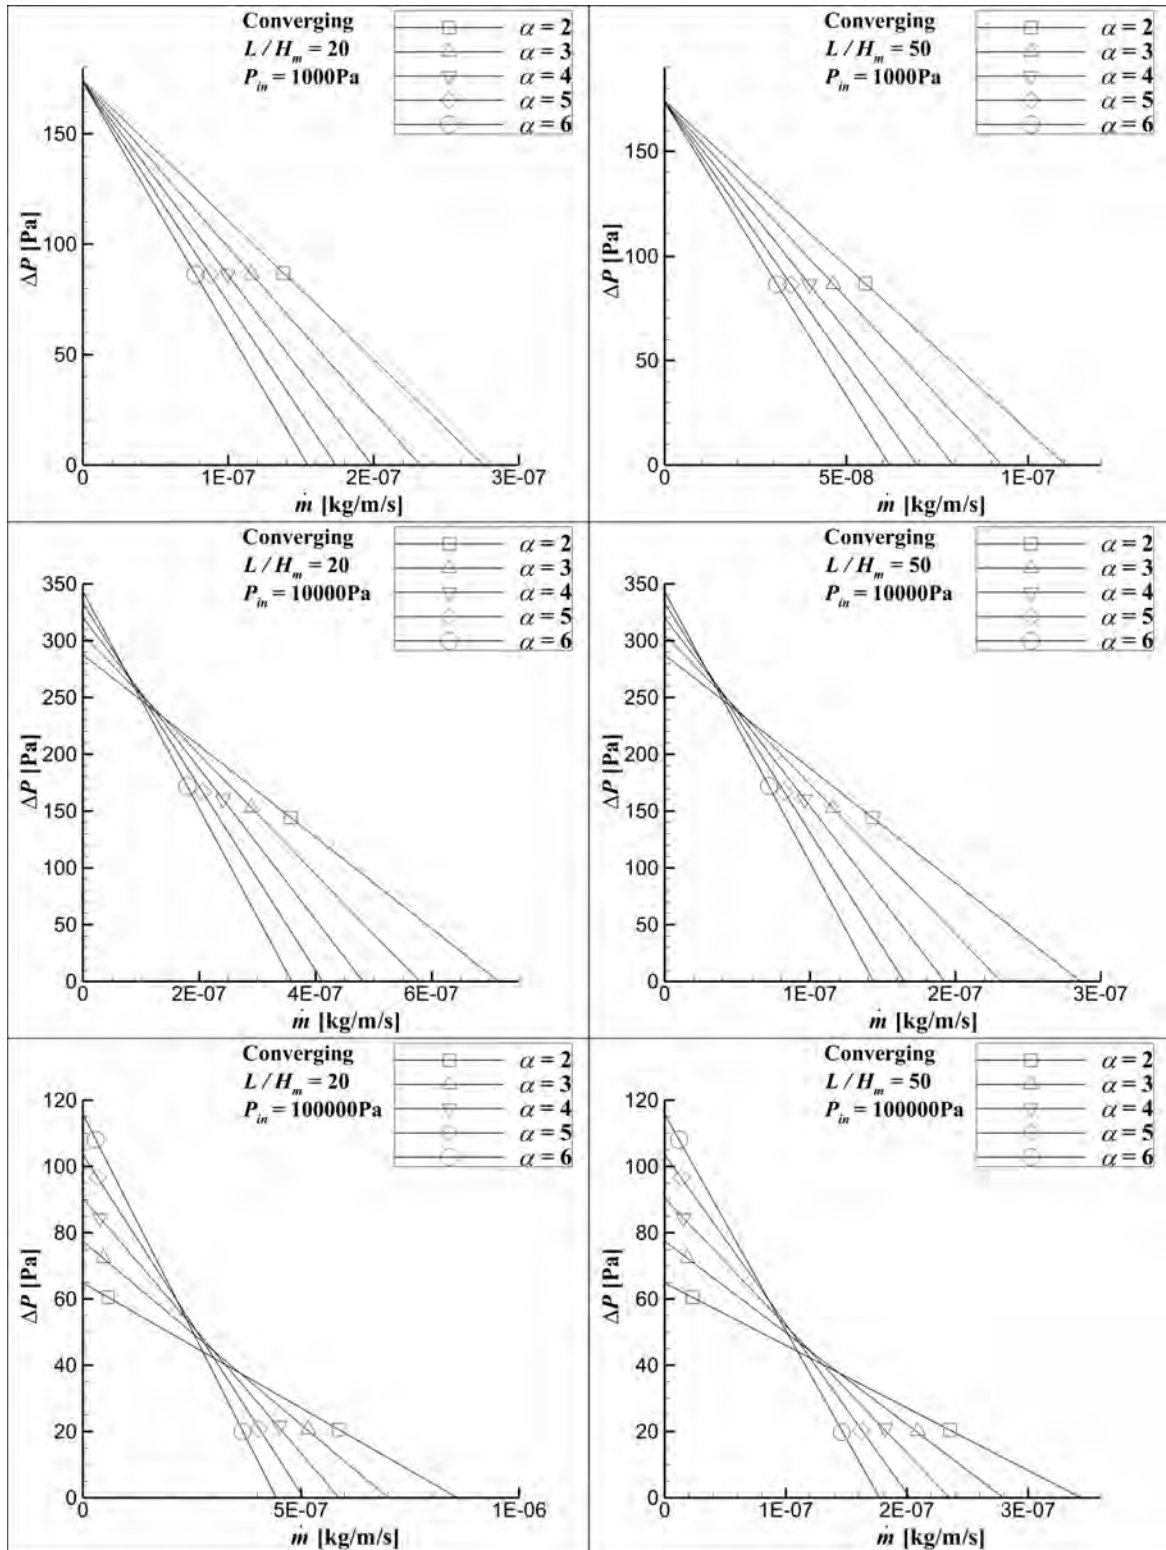 Converging
L / Hm = 20
Pin = 1000Pa
α = 2
α = 3
α = 4
α = 5
α = 6
150
100
50
0
ΔP [Pa]
0 1E-07 2E-07 3E-07
ṁ [kg/m/s]
Converging
L / Hm = 50
Pin = 1000Pa
α = 2
α = 3
α = 4
α = 5
α = 6
150
100
50
0
ΔP [Pa]
0 5E-08 1E-07
ṁ [kg/m/s]
Converging
L / Hm = 20
Pin = 10000Pa
α = 2
α = 3
α = 4
α = 5
α = 6
350
300
250
200
150
100
50
0
ΔP [Pa]
0 2E-07 4E-07 6E-07
ṁ [kg/m/s]
Converging
L / Hm = 50
Pin = 10000Pa
α = 2
α = 3
α = 4
α = 5
α = 6
350
300
250
200
150
100
50
0
ΔP [Pa]
0 1E-07 2E-07 3E-07
ṁ [kg/m/s]
Converging
L / Hm = 20
Pin = 100000Pa
α = 2
α = 3
α = 4
α = 5
α = 6
120
100
80
60
40
20
0
ΔP [Pa]
0 5E-07 1E-06
ṁ [kg/m/s]
Converging
L / Hm = 50
Pin = 100000Pa
α = 2
α = 3
α = 4
α = 5
α = 6
120
100
80
60
40
20
0
ΔP [Pa]
0 1E-07 2E-07 3E-07
ṁ [kg/m/s]